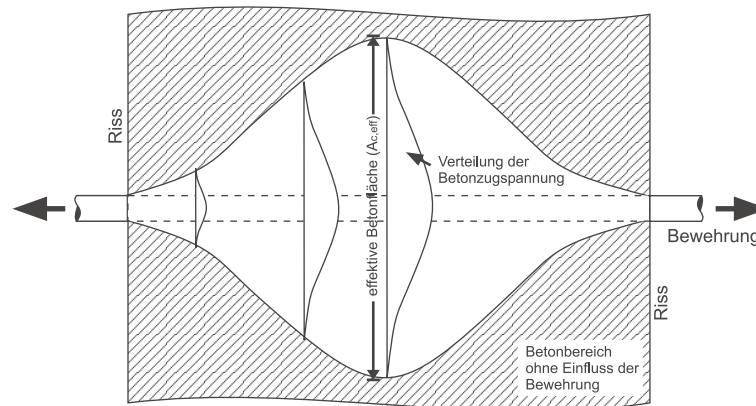 Riss
effektive Betonfläche (Ac,eff)
Verteilung der
Betonzugspannung
Bewehrung
Riss
Betonbereich
ohne Einfluss der
Bewehrung